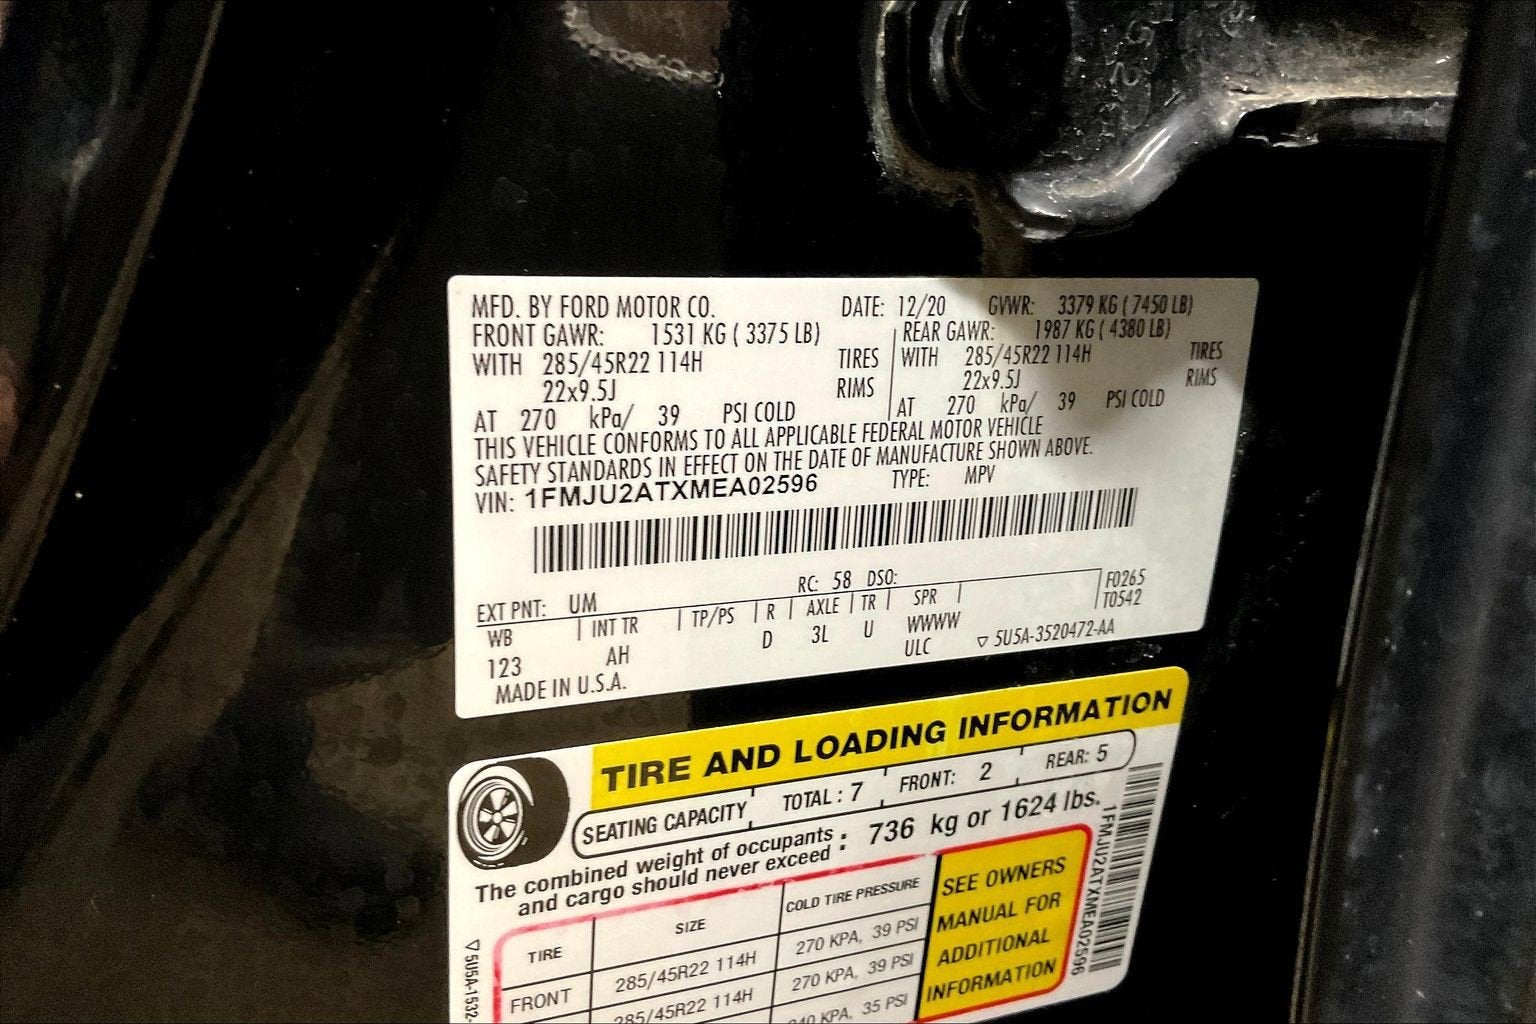 MFD. BY FORD MOTOR CO. DATE: 12/20 GVWR: 3379 KG ( 7450 LB)
FRONT GAWR: 1531 KG ( 3375 LB) REAR GAWR: 1987 KG ( 4380 LB)
WITH 285/45R22 114H TIRES WITH 285/45R22 114H TIRES
22x9.5J RIMS 22x9.5J RIMS
AT 270 kPa/ 39 PSI COLD AT 270 kPa/ 39 PSI COLD
THIS VEHICLE CONFORMS TO ALL APPLICABLE FEDERAL MOTOR VEHICLE
SAFETY STANDARDS IN EFFECT ON THE DATE OF MANUFACTURE SHOWN ABOVE.
VIN: 1FMJU2ATXMEA02596 TYPE: MPV
EXT PNT: UM RC: 58 DSO: F0265
WB INT TR TP/PS R AXLE TR SPR T0542
123 AH D 3L U WWWW
ULC ▽ 5U5A-3520472-AA
MADE IN U.S.A.
TIRE AND LOADING INFORMATION
SEATING CAPACITY TOTAL : 7 FRONT: 2 REAR: 5
The combined weight of occupants
and cargo should never exceed : 736 kg or 1624 lbs.
TIRE SIZE COLD TIRE PRESSURE
FRONT 285/45R22 114H 270 KPA, 39 PSI
285/45R22 114H 270 KPA, 39 PSI
35 PSI
SEE OWNERS
MANUAL FOR
ADDITIONAL
INFORMATION
1FMJU2ATXMEA02596
▽ 5U5A-1532-